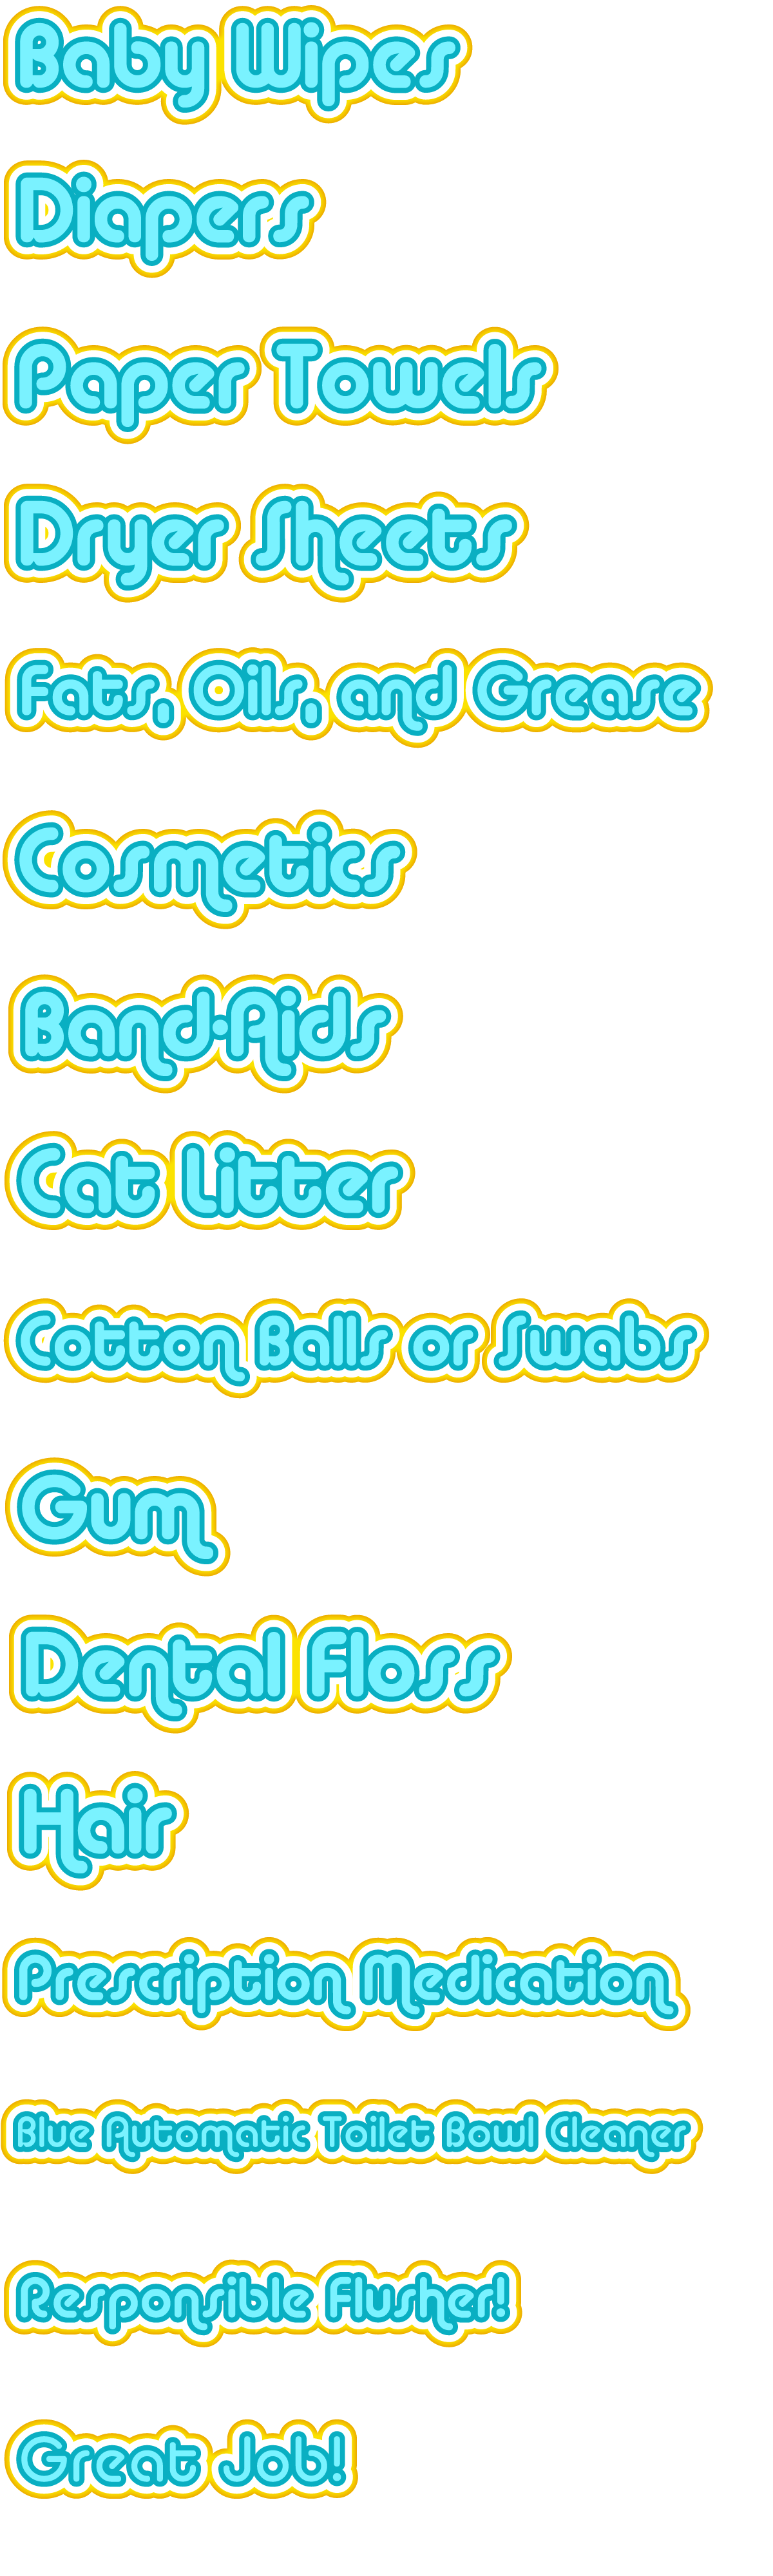 Baby Wipes
Diapers
Paper Towels
Dryer Sheets
Fats, Oils, and Grease
Cosmetics
Band-Aids
Cat Litter
Cotton Balls or Swabs
Gum
Dental Floss
Hair
Prescription Medication
Blue Automatic Toilet Bowl Cleaner
Responsible Flusher!
Great Job!